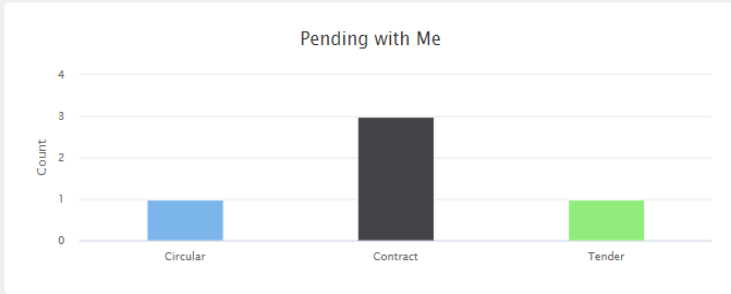 Pending with Me
4
3
2
1
0
Count
Circular
Contract
Tender